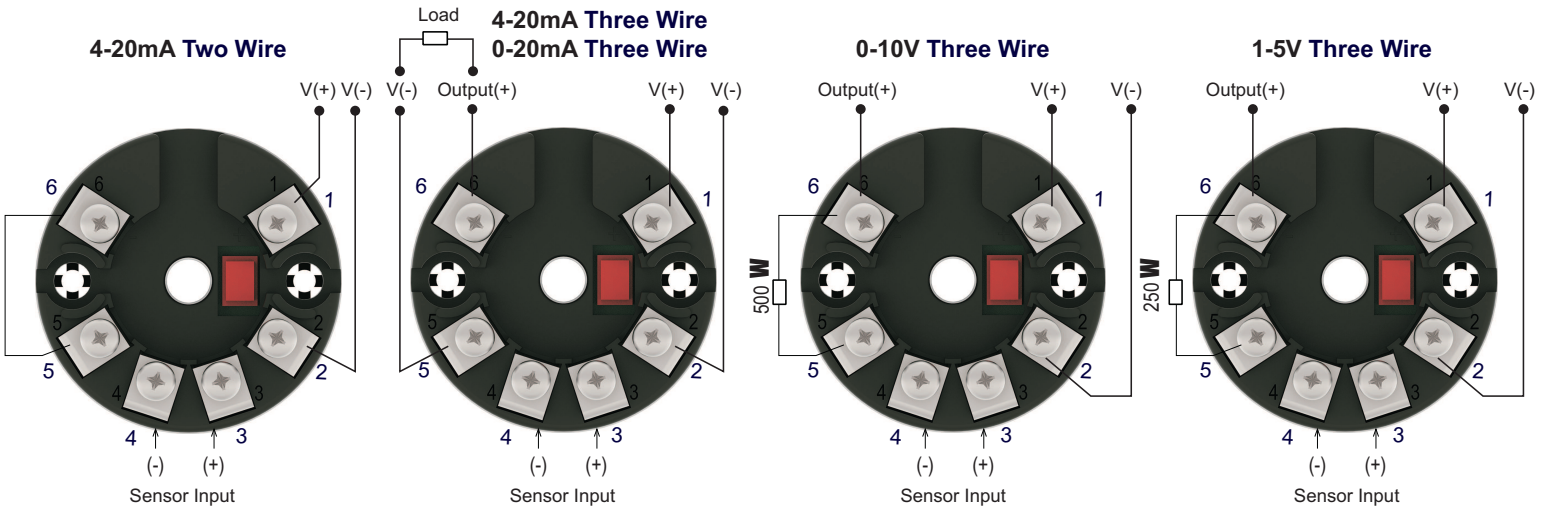 4-20mA Two Wire
V(+) V(-)
6
6
1
1
5
5
2
2
4
3
4
3
(-)
(+)
Sensor Input
Load
4-20mA Three Wire
0-20mA Three Wire
V(-)
Output(+)
V(+)
V(-)
6
6
1
1
5
5
2
2
4
3
4
3
(-)
(+)
Sensor Input
0-10V Three Wire
Output(+)
V(+)
V(-)
6
6
1
1
500 W
5
5
2
2
4
3
4
3
(-)
(+)
Sensor Input
1-5V Three Wire
Output(+)
V(+)
V(-)
6
6
1
1
250 W
5
5
2
2
4
3
4
3
(-)
(+)
Sensor Input